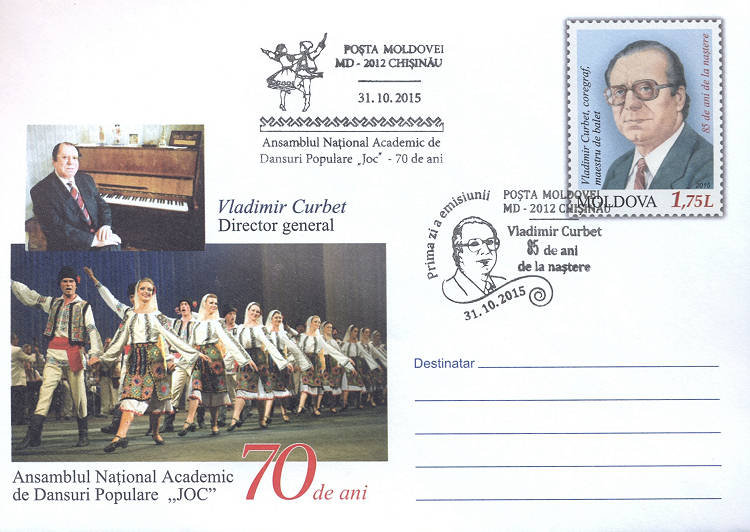 POȘTA MOLDOVEI
MD - 2012 CHIȘINĂU
31.10.2015
Ansamblul Național Academic de
Dansuri Populare „Joc" - 70 de ani
Vladimir Curbet, coregraf,
maestru de balet
85 de ani de la naștere
2015
MOLDOVA 1,75L
Vladimir Curbet
Director general
Prima zi a emisiunii
POȘTA MOLDOVEI
MD - 2012 CHIȘINĂU
Vladimir Curbet
85 de ani
de la naștere
31.10.2015
Destinatar
Ansamblul Național Academic
de Dansuri Populare „JOC"
70 de ani